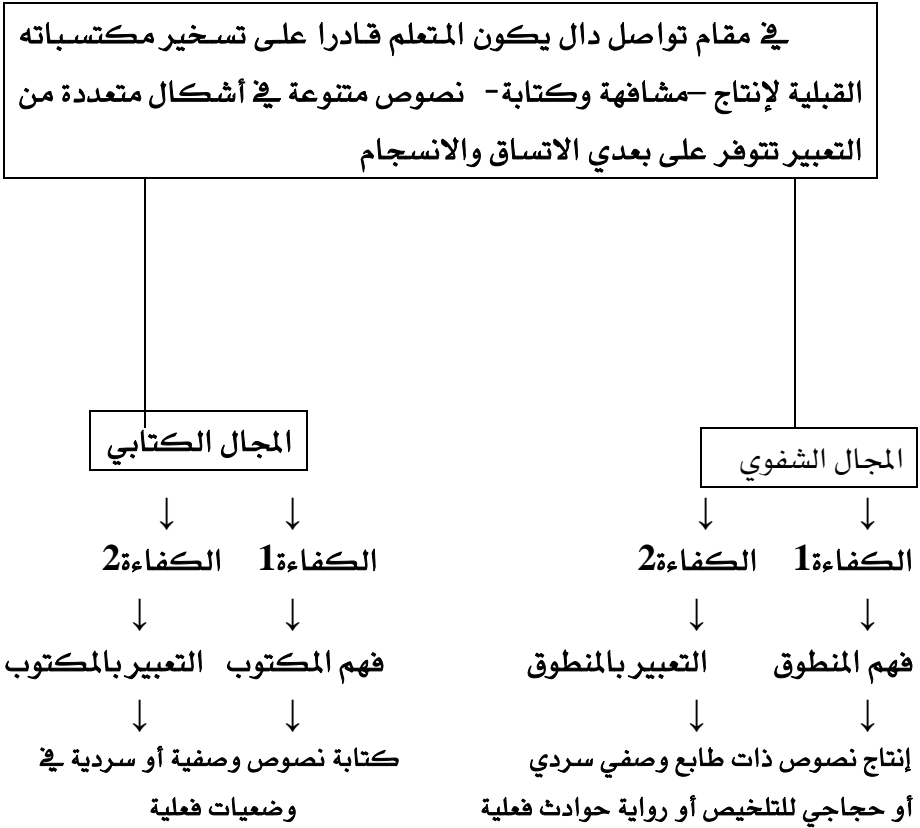 في مقام تواصل دال يكون المتعلم قادرا على تسخير مكتسباته
القبلية لإنتاج –مشافهة وكتابة- نصوص متنوعة في أشكال متعددة من
التعبير تتوفر على بعدي الاتساق والانسجام
المجال الشفوي
المجال الكتابي
↓ ↓ ↓ ↓
الكفاءة1 الكفاءة2 الكفاءة1 الكفاءة2
↓ ↓ ↓ ↓
فهم المنطوق التعبير بالمنطوق فهم المكتوب التعبير بالمكتوب
↓ ↓ ↓ ↓
إنتاج نصوص ذات طابع وصفي سردي
أو حجاجي للتلخيص أو رواية حوادث فعلية
كتابة نصوص وصفية أو سردية في
وضعيات فعلية